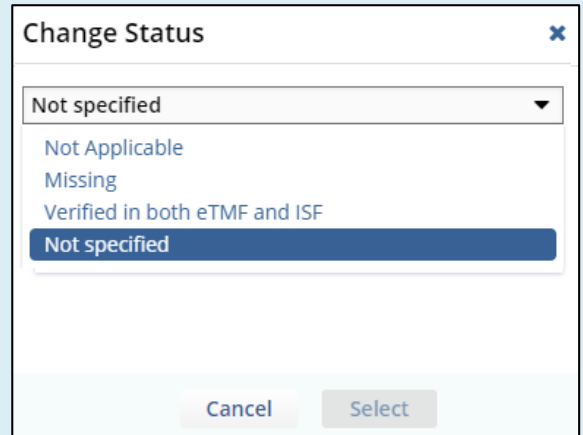 Change Status
Not specified
Not Applicable
Missing
Verified in both eTMF and ISF
Not specified
Cancel
Select